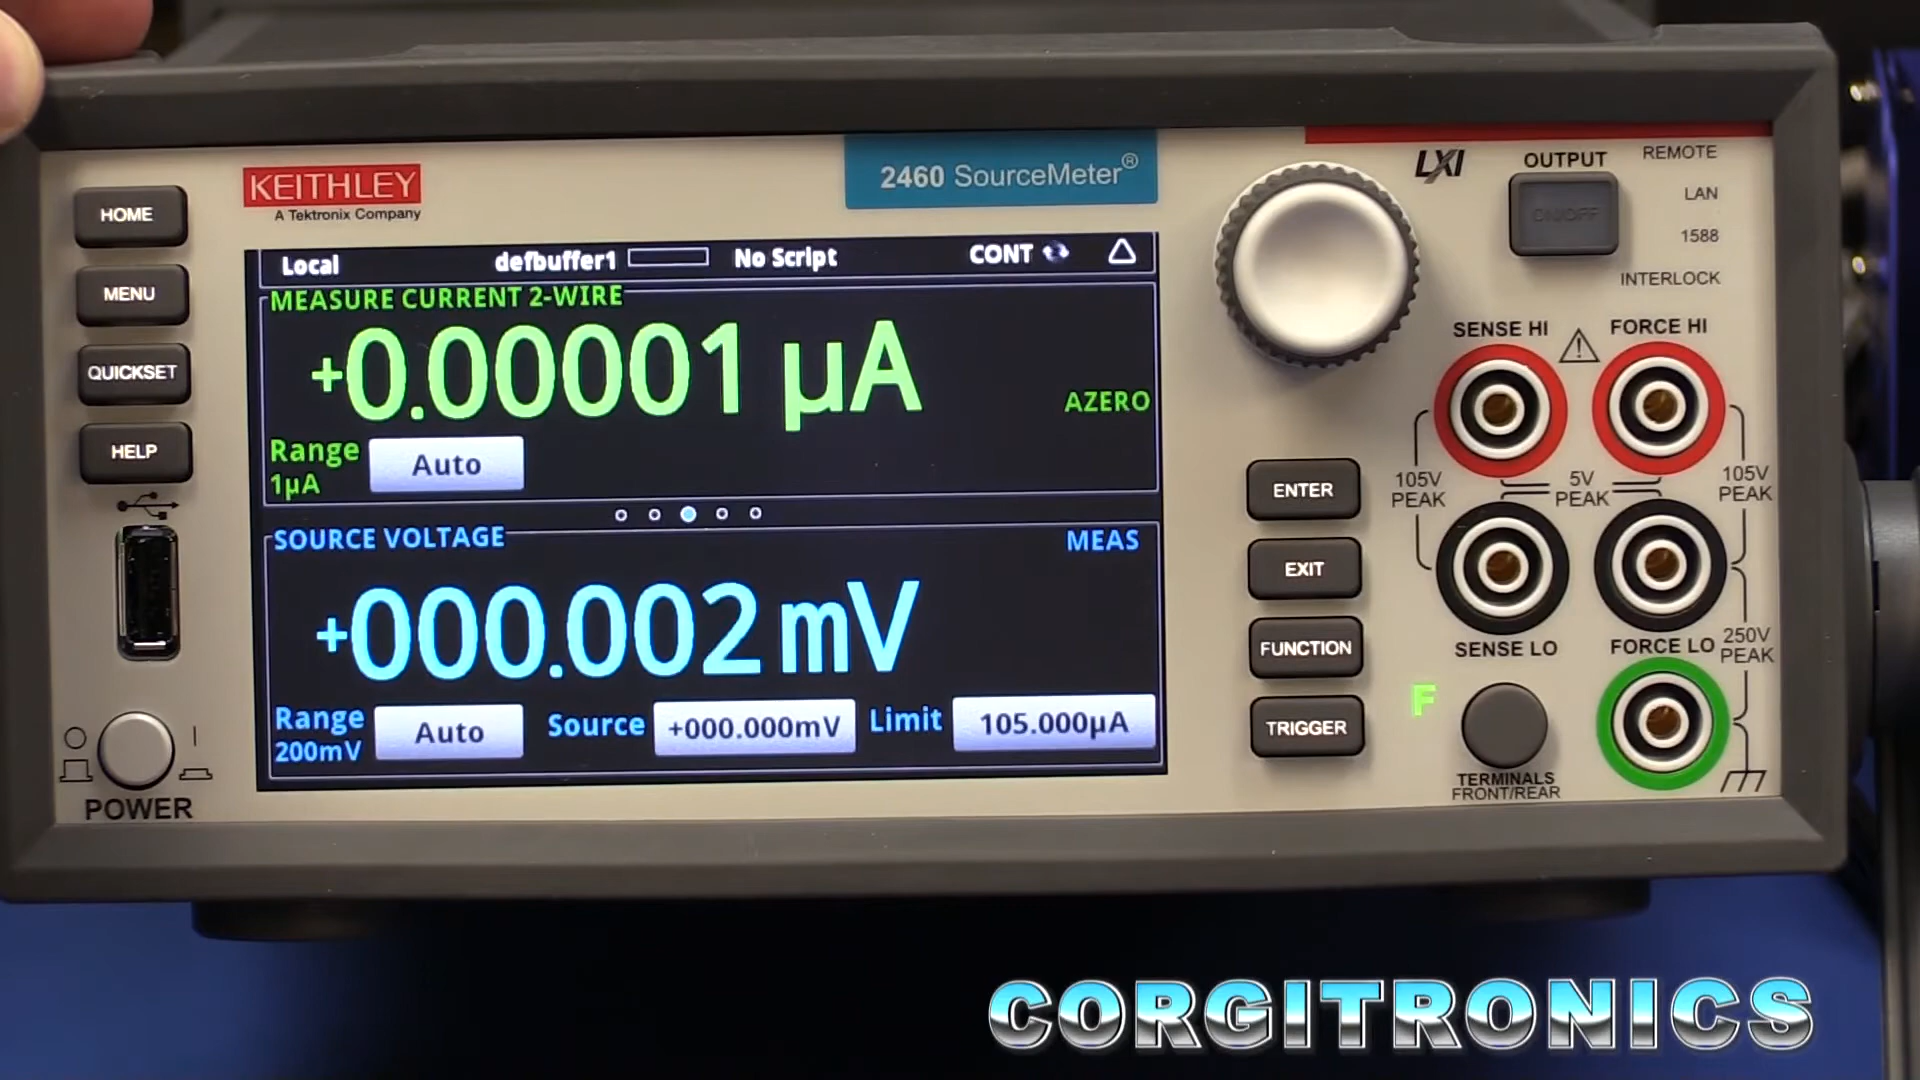 KEITHLEY
A Tektronix Company
2460 SourceMeter®
LXI
OUTPUT
ON/OFF
REMOTE
LAN
1588
INTERLOCK
HOME
MENU
QUICKSET
HELP
POWER
Local defbuffer1 No Script CONT
MEASURE CURRENT 2-WIRE
+0.00001 µA
AZERO
Range
1µA
Auto
SOURCE VOLTAGE
MEAS
+000.002 mV
Range
200mV
Auto
Source
+000.000mV
Limit
105.000µA
ENTER
EXIT
FUNCTION
TRIGGER
SENSE HI
FORCE HI
105V
PEAK
5V
PEAK
105V
PEAK
SENSE LO
FORCE LO
250V
PEAK
F
TERMINALS
FRONT/REAR
CORGITRONICS